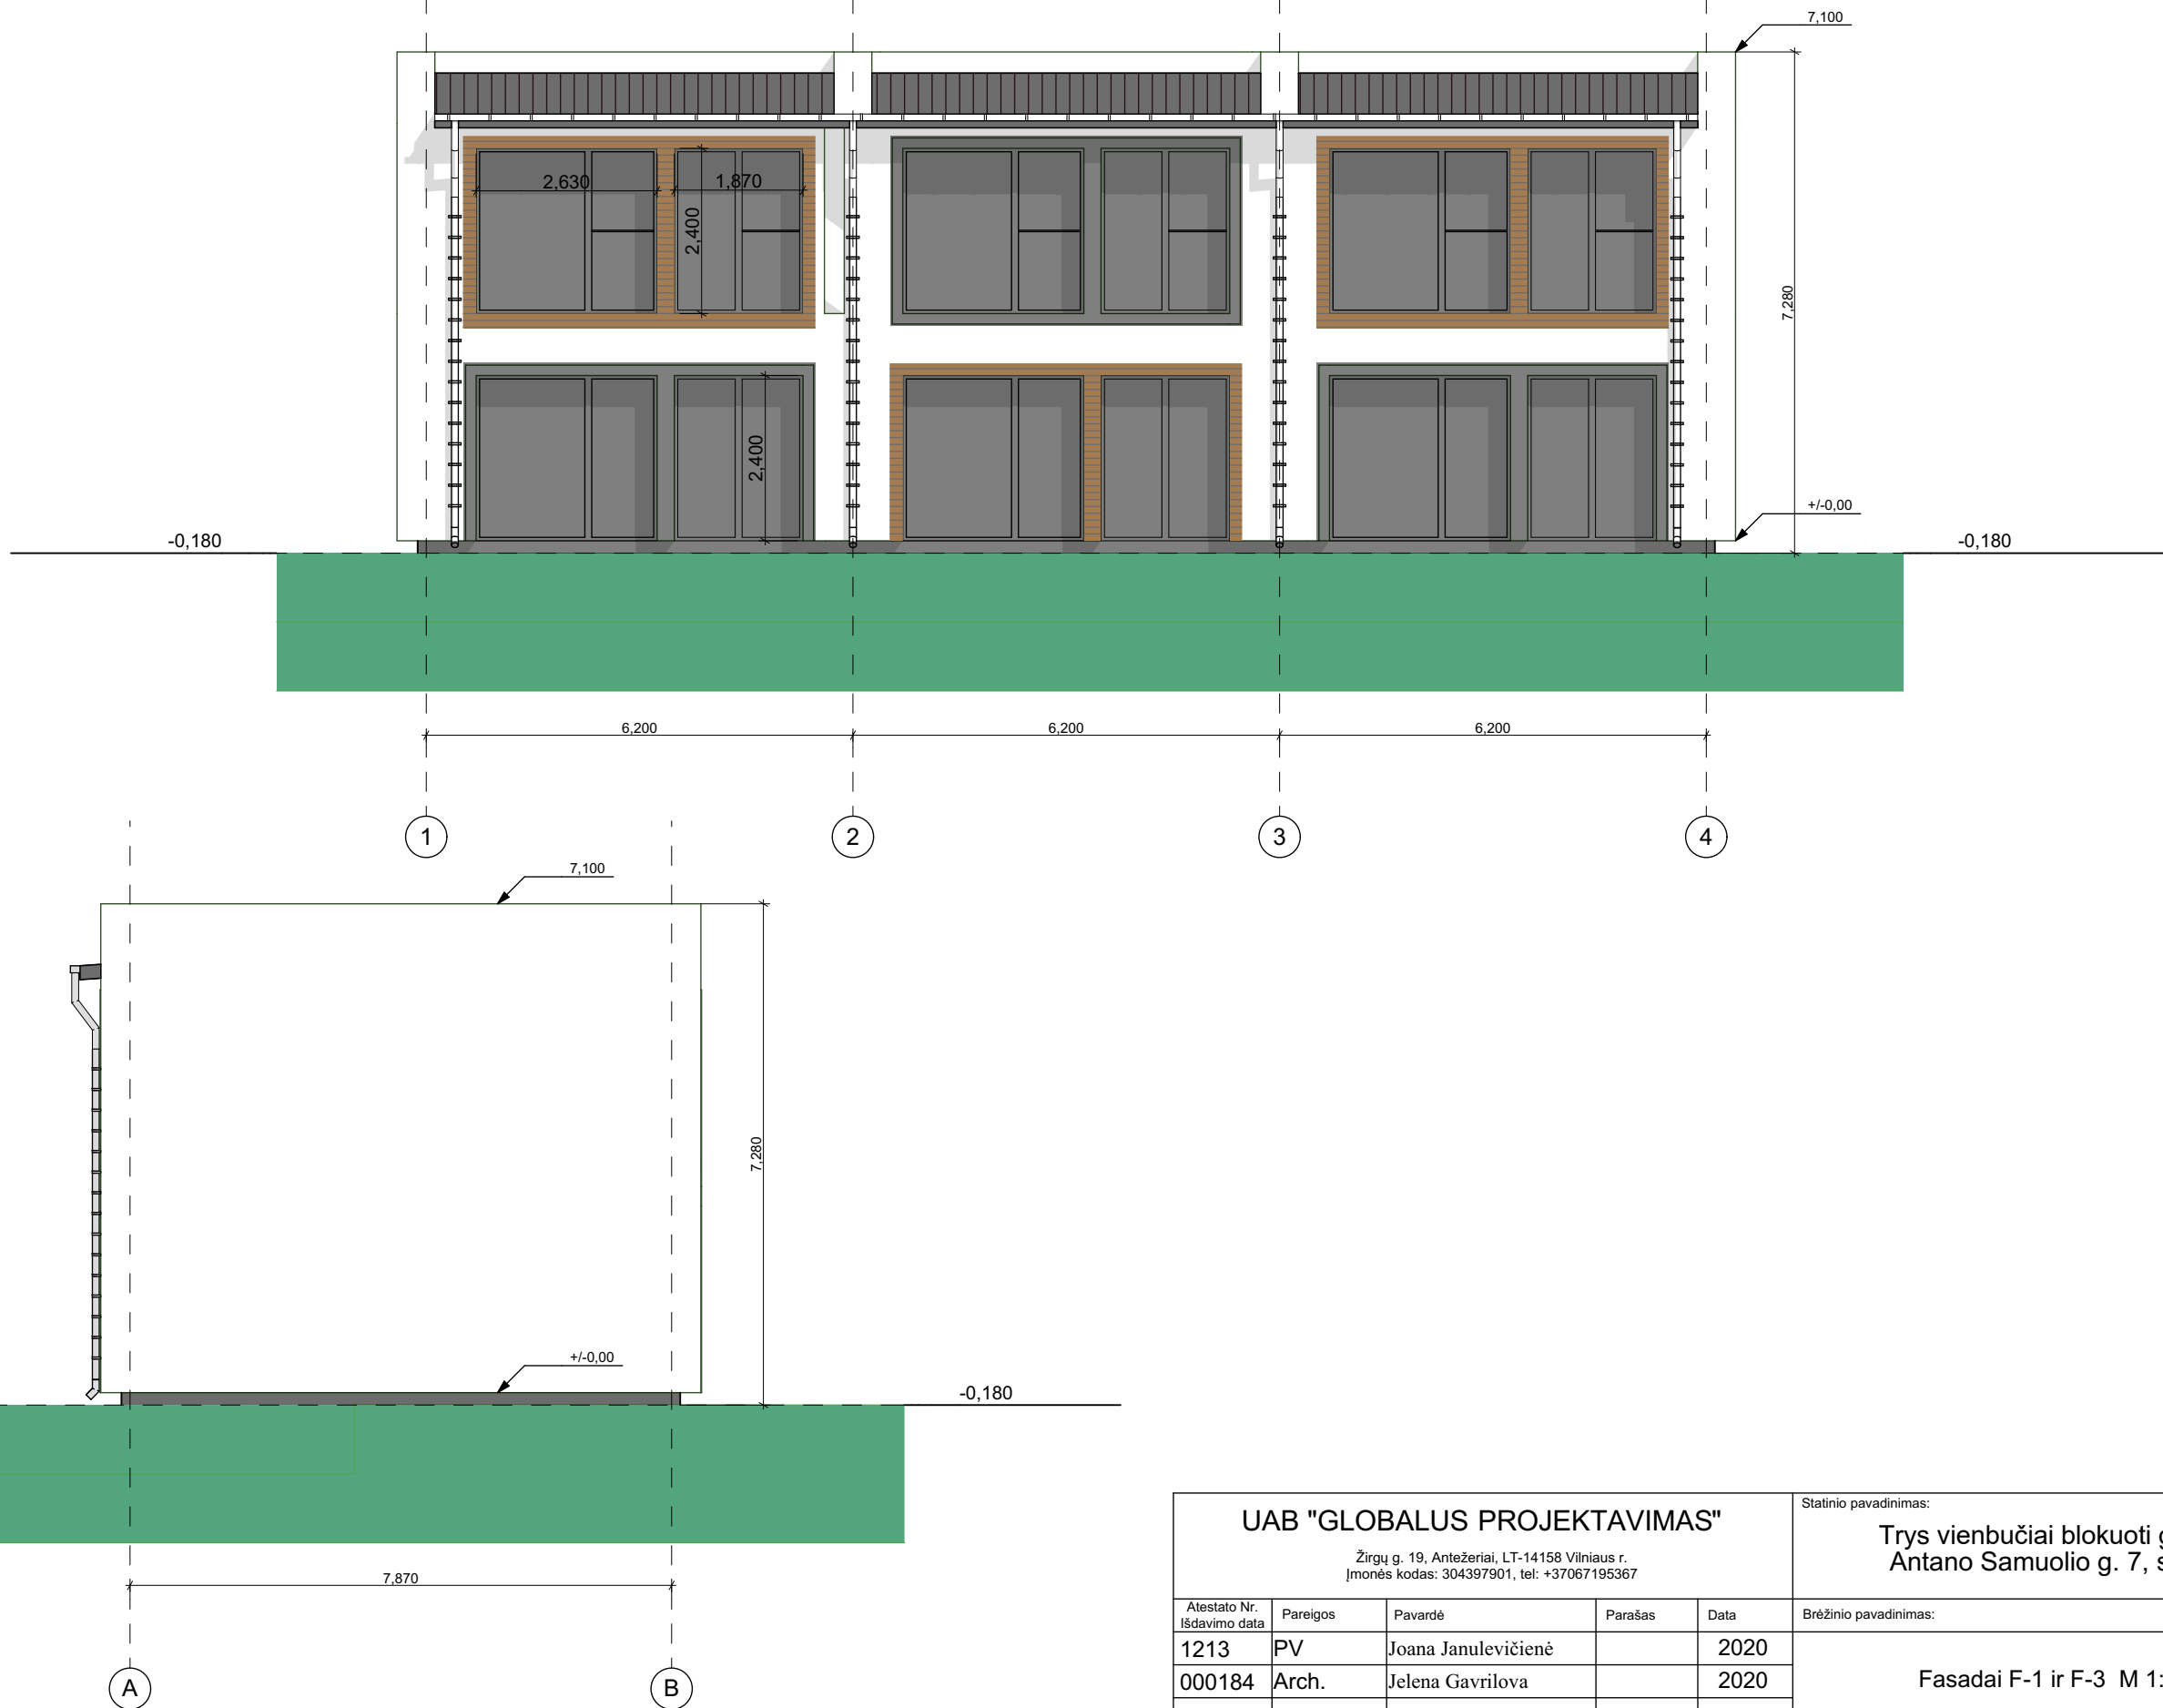 7,100
2,630
1,870
2,400
7,280
2,400
+/-0,00
-0,180
-0,180
6,200
6,200
6,200
1
2
3
4
7,100
7,280
+/-0,00
-0,180
7,870
A
B
UAB "GLOBALUS PROJEKTAVIMAS"
Žirgų g. 19, Antežeriai, LT-14158 Vilniaus r.
Įmonės kodas: 304397901, tel: +37067195367
Statinio pavadinimas:
Trys vienbučiai blokuoti g
Antano Samuolio g. 7, s
Atestato Nr.
Išdavimo data
Pareigos
Pavardė
Parašas
Data
Brėžinio pavadinimas:
1213
PV
Joana Janulevičienė
2020
000184
Arch.
Jelena Gavrilova
2020
Fasadai F-1 ir F-3 M 1: